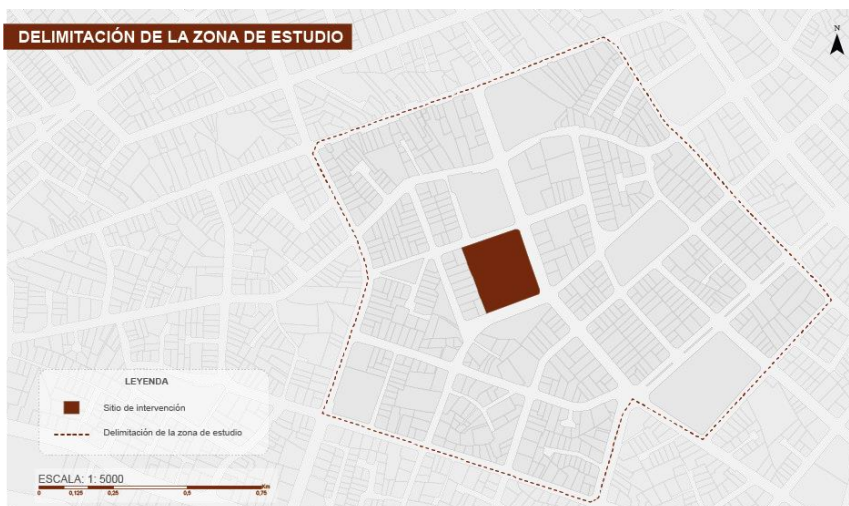 DELIMITACIÓN DE LA ZONA DE ESTUDIO
N
LEYENDA
Sitio de intervención
Delimitación de la zona de estudio
ESCALA: 1: 5000
Km
0 0,125 0,25 0,5 0,75